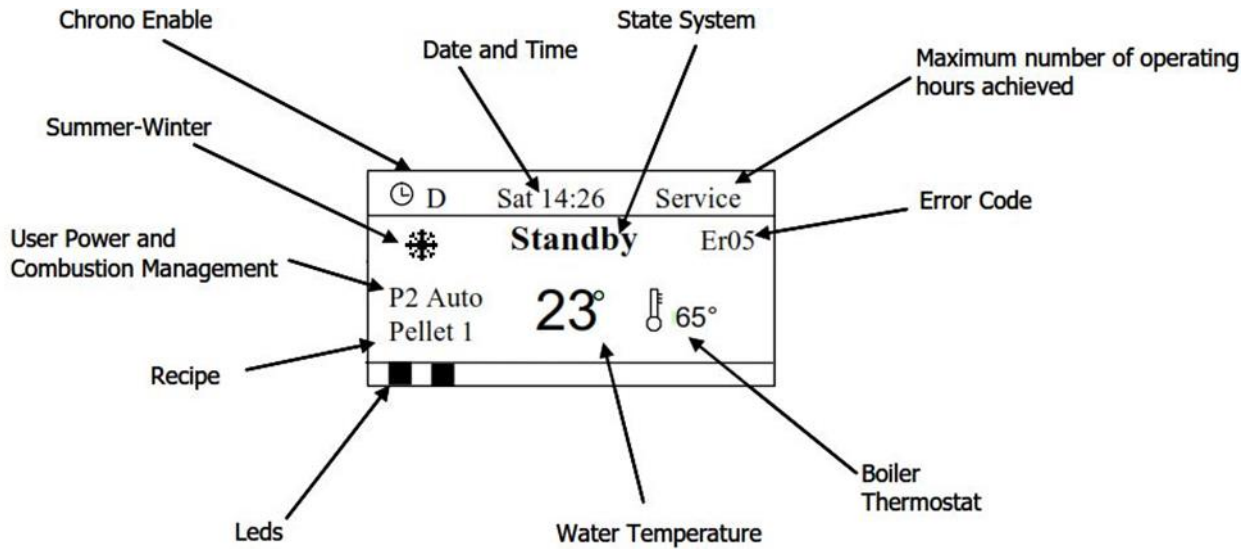 Chrono Enable
State System
Date and Time
Maximum number of operating
hours achieved
Summer-Winter
D Sat 14:26 Service
Error Code
Standby Er05
User Power and
Combustion Management
P2 Auto 23° 65°
Pellet 1
Recipe
Boiler
Thermostat
Leds
Water Temperature